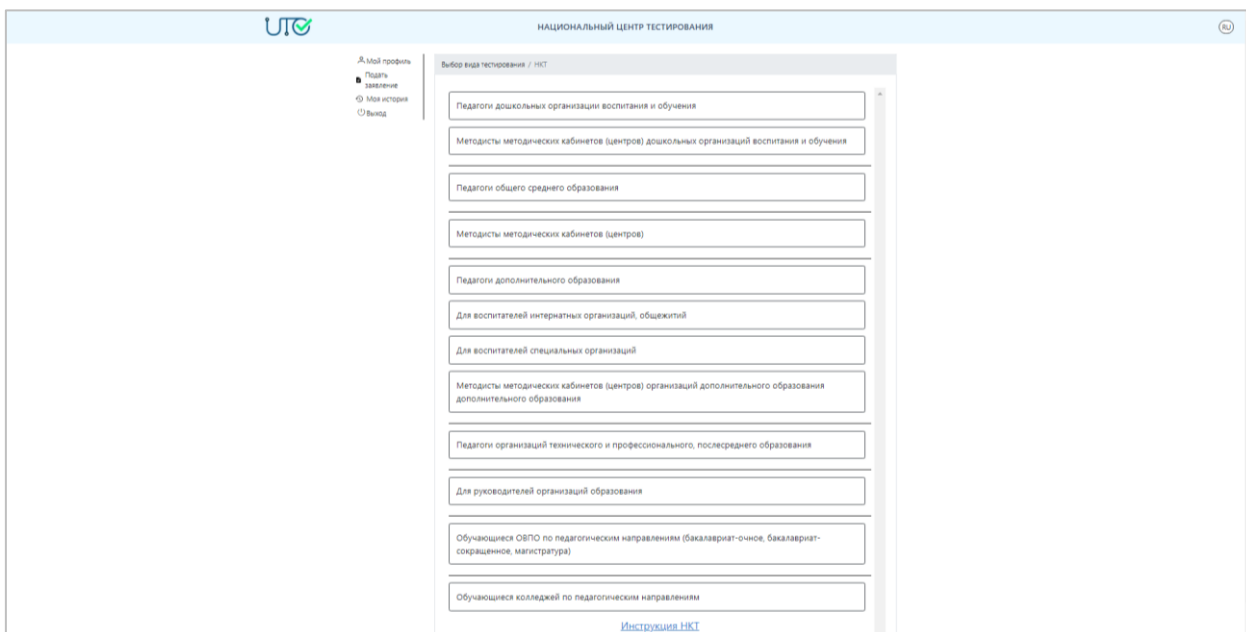 UTO
НАЦИОНАЛЬНЫЙ ЦЕНТР ТЕСТИРОВАНИЯ
RU
Мой профиль
Подать
заявление
Моя история
Выход
Выбор вида тестирования / НКТ
Педагоги дошкольных организации воспитания и обучения
Методисты методических кабинетов (центров) дошкольных организаций воспитания и обучения
Педагоги общего среднего образования
Методисты методических кабинетов (центров)
Педагоги дополнительного образования
Для воспитателей интернатных организаций, общежитий
Для воспитателей специальных организаций
Методисты методических кабинетов (центров) организаций дополнительного образования
дополнительного образования
Педагоги организаций технического и профессионального, послесреднего образования
Для руководителей организаций образования
Обучающиеся ОВПО по педагогическим направлениям (бакалавриат-очное, бакалавриат-
сокращенное, магистратура)
Обучающиеся колледжей по педагогическим направлениям
Инструкция НКТ